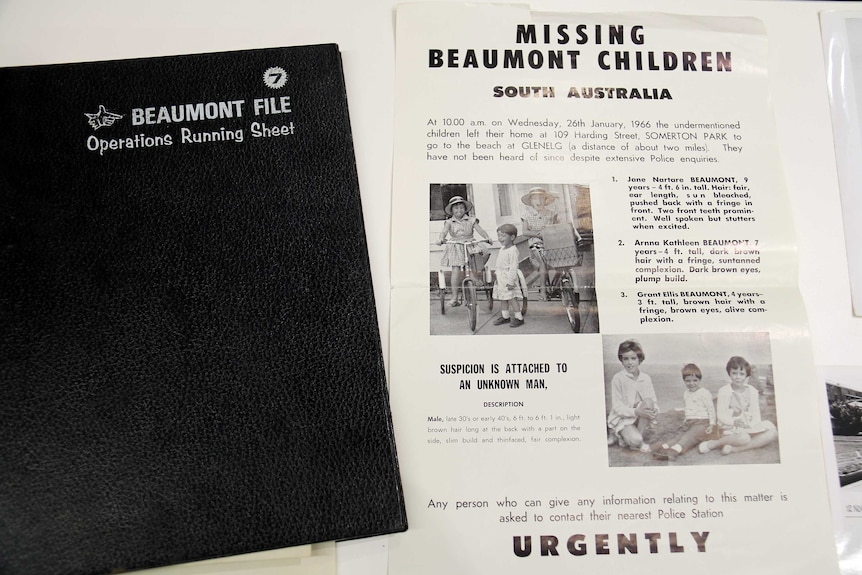 7
BEAUMONT FILE
Operations Running Sheet
MISSING
BEAUMONT CHILDREN
SOUTH AUSTRALIA
At 10.00 a.m. on Wednesday, 26th January, 1966 the undermentioned
children left their home at 109 Harding Street, SOMERTON PARK to
go to the beach at GLENELG (a distance of about two miles). They
have not been heard of since despite extensive Police enquiries.
1. Jane Nartare BEAUMONT, 9
years – 4 ft. 6 in. tall. Hair: fair,
ear length, sun bleached,
pushed back with a fringe in
front. Two front teeth promin-
ent. Well spoken but stutters
when excited.
2. Arnna Kathleen BEAUMONT, 7
years – 4 ft. tall, dark brown
hair with a fringe, suntanned
complexion. Dark brown eyes,
plump build.
3. Grant Ellis BEAUMONT, 4 years–
3 ft. tall, brown hair with a
fringe, brown eyes, olive com-
plexion.
SUSPICION IS ATTACHED TO
AN UNKNOWN MAN,
DESCRIPTION
Male, late 30's or early 40's, 6 ft. to 6 ft. 1 in., light
brown hair long at the back with a part on the
side, slim build and thinfaced, fair complexion.
Any person who can give any information relating to this matter is
asked to contact their nearest Police Station
URGENTLY